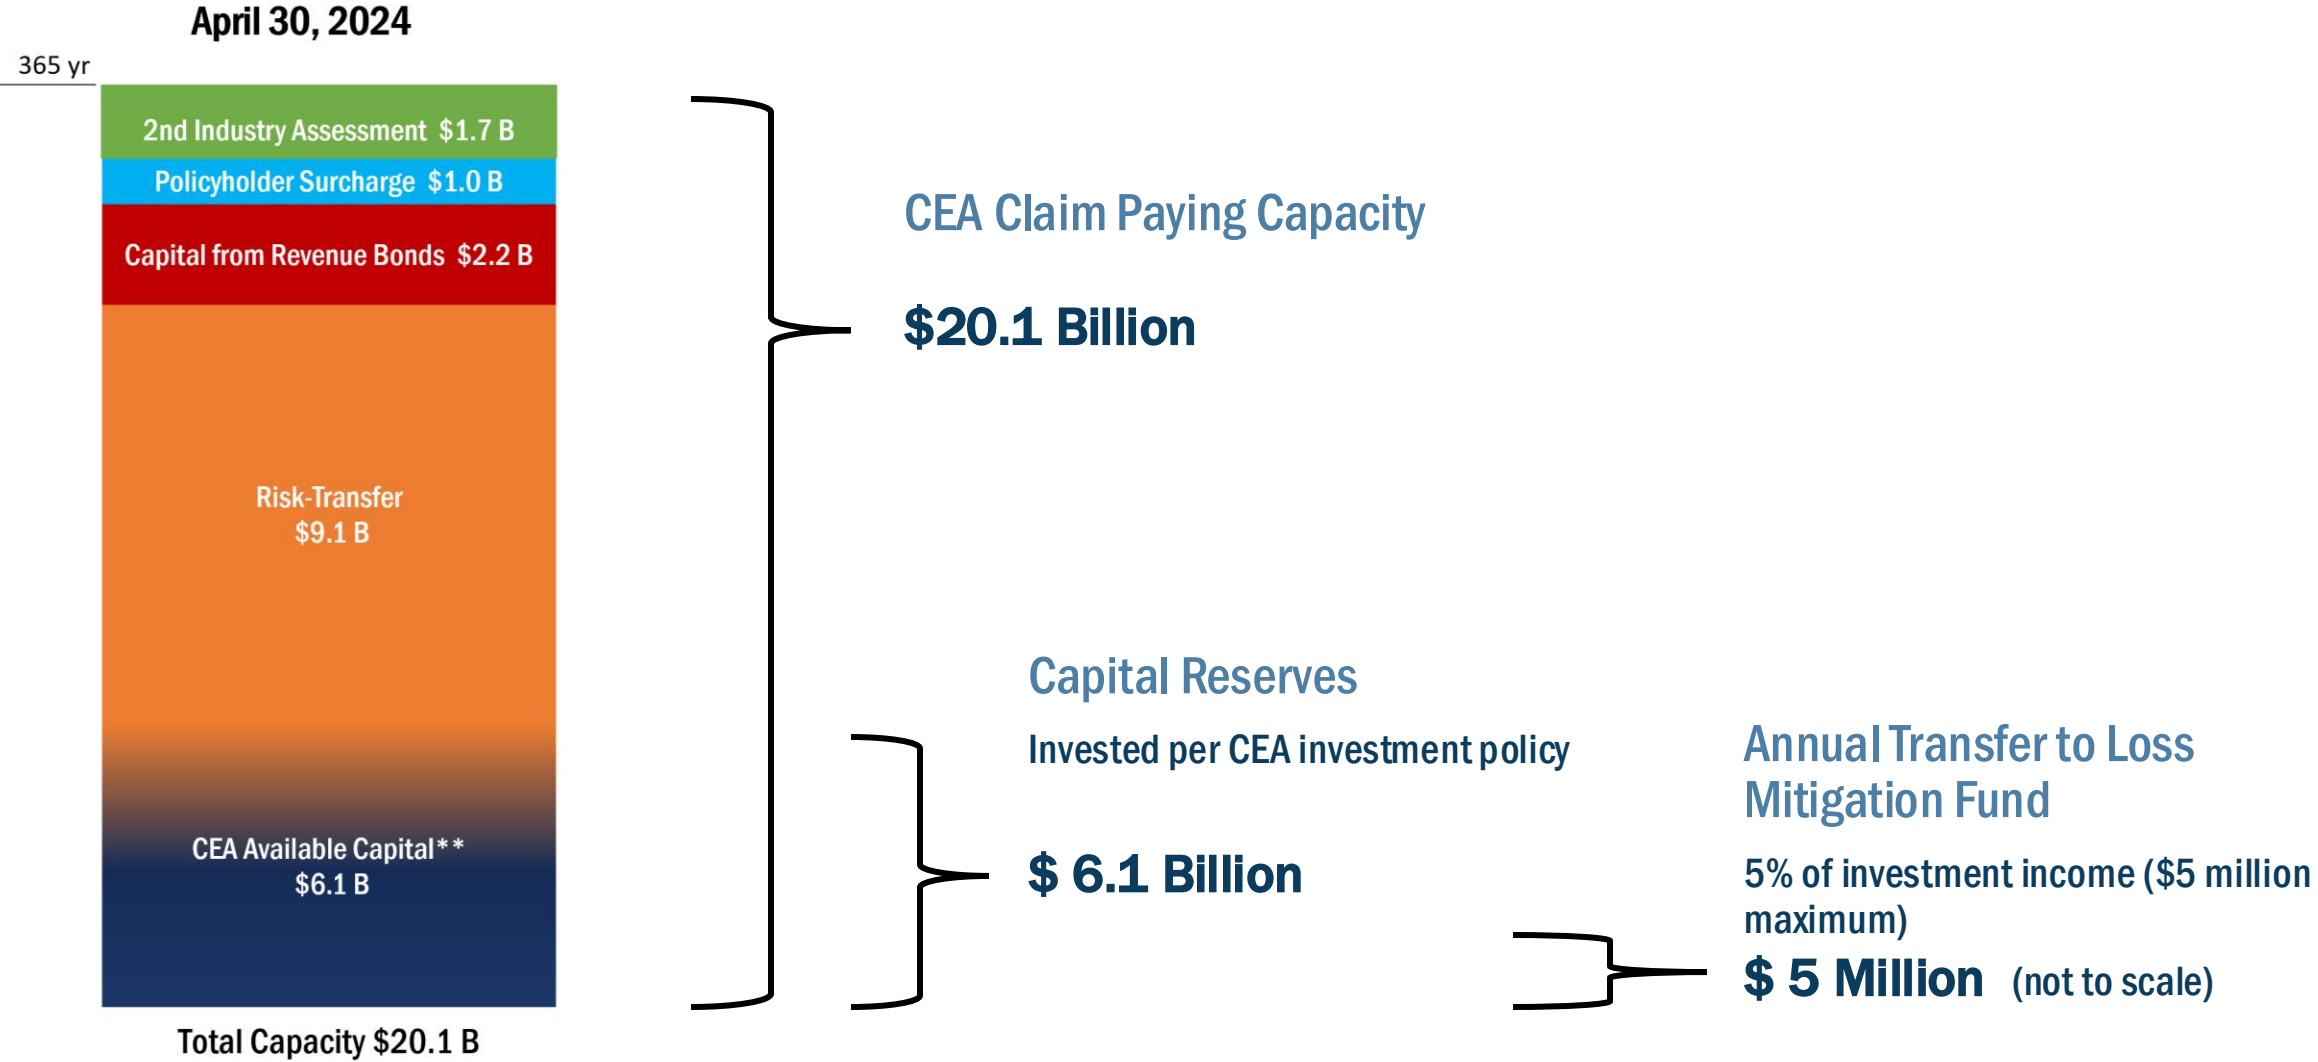 April 30, 2024
365 yr
2nd Industry Assessment $1.7 B
Policyholder Surcharge $1.0 B
Capital from Revenue Bonds $2.2 B
Risk-Transfer
$9.1 B
CEA Available Capital**
$6.1 B
Total Capacity $20.1 B
CEA Claim Paying Capacity
$20.1 Billion
Capital Reserves
Invested per CEA investment policy
$ 6.1 Billion
Annual Transfer to Loss
Mitigation Fund
5% of investment income ($5 million
maximum)
$ 5 Million (not to scale)